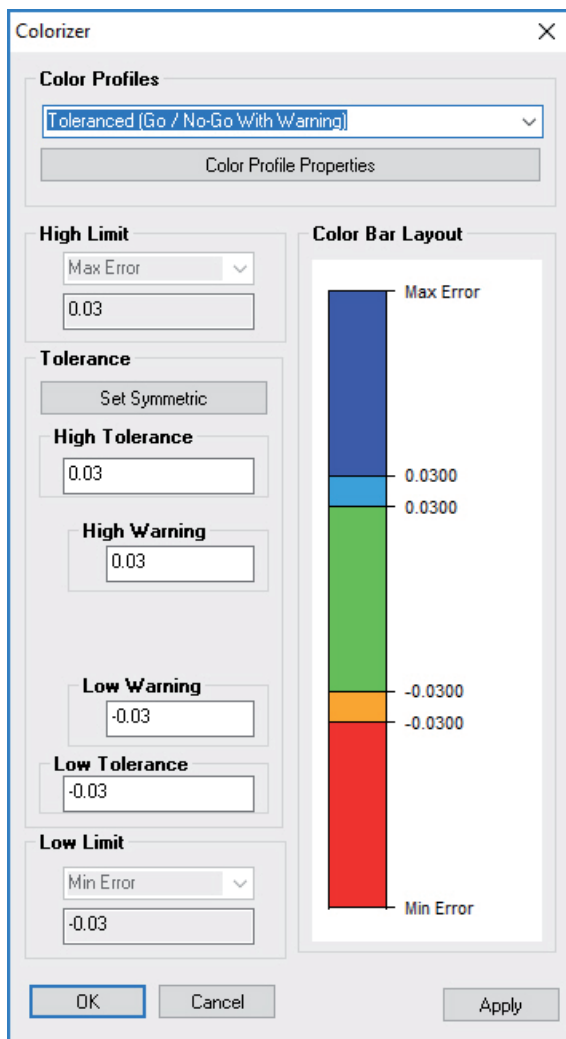 Colorizer
Color Profiles
Toleranced (Go / No-Go With Warning)
Color Profile Properties
High Limit
Max Error
0.03
Tolerance
Set Symmetric
High Tolerance
0.03
High Warning
0.03
Low Warning
-0.03
Low Tolerance
-0.03
Low Limit
Min Error
-0.03
Color Bar Layout
Max Error
0.0300
0.0300
-0.0300
-0.0300
Min Error
OK
Cancel
Apply